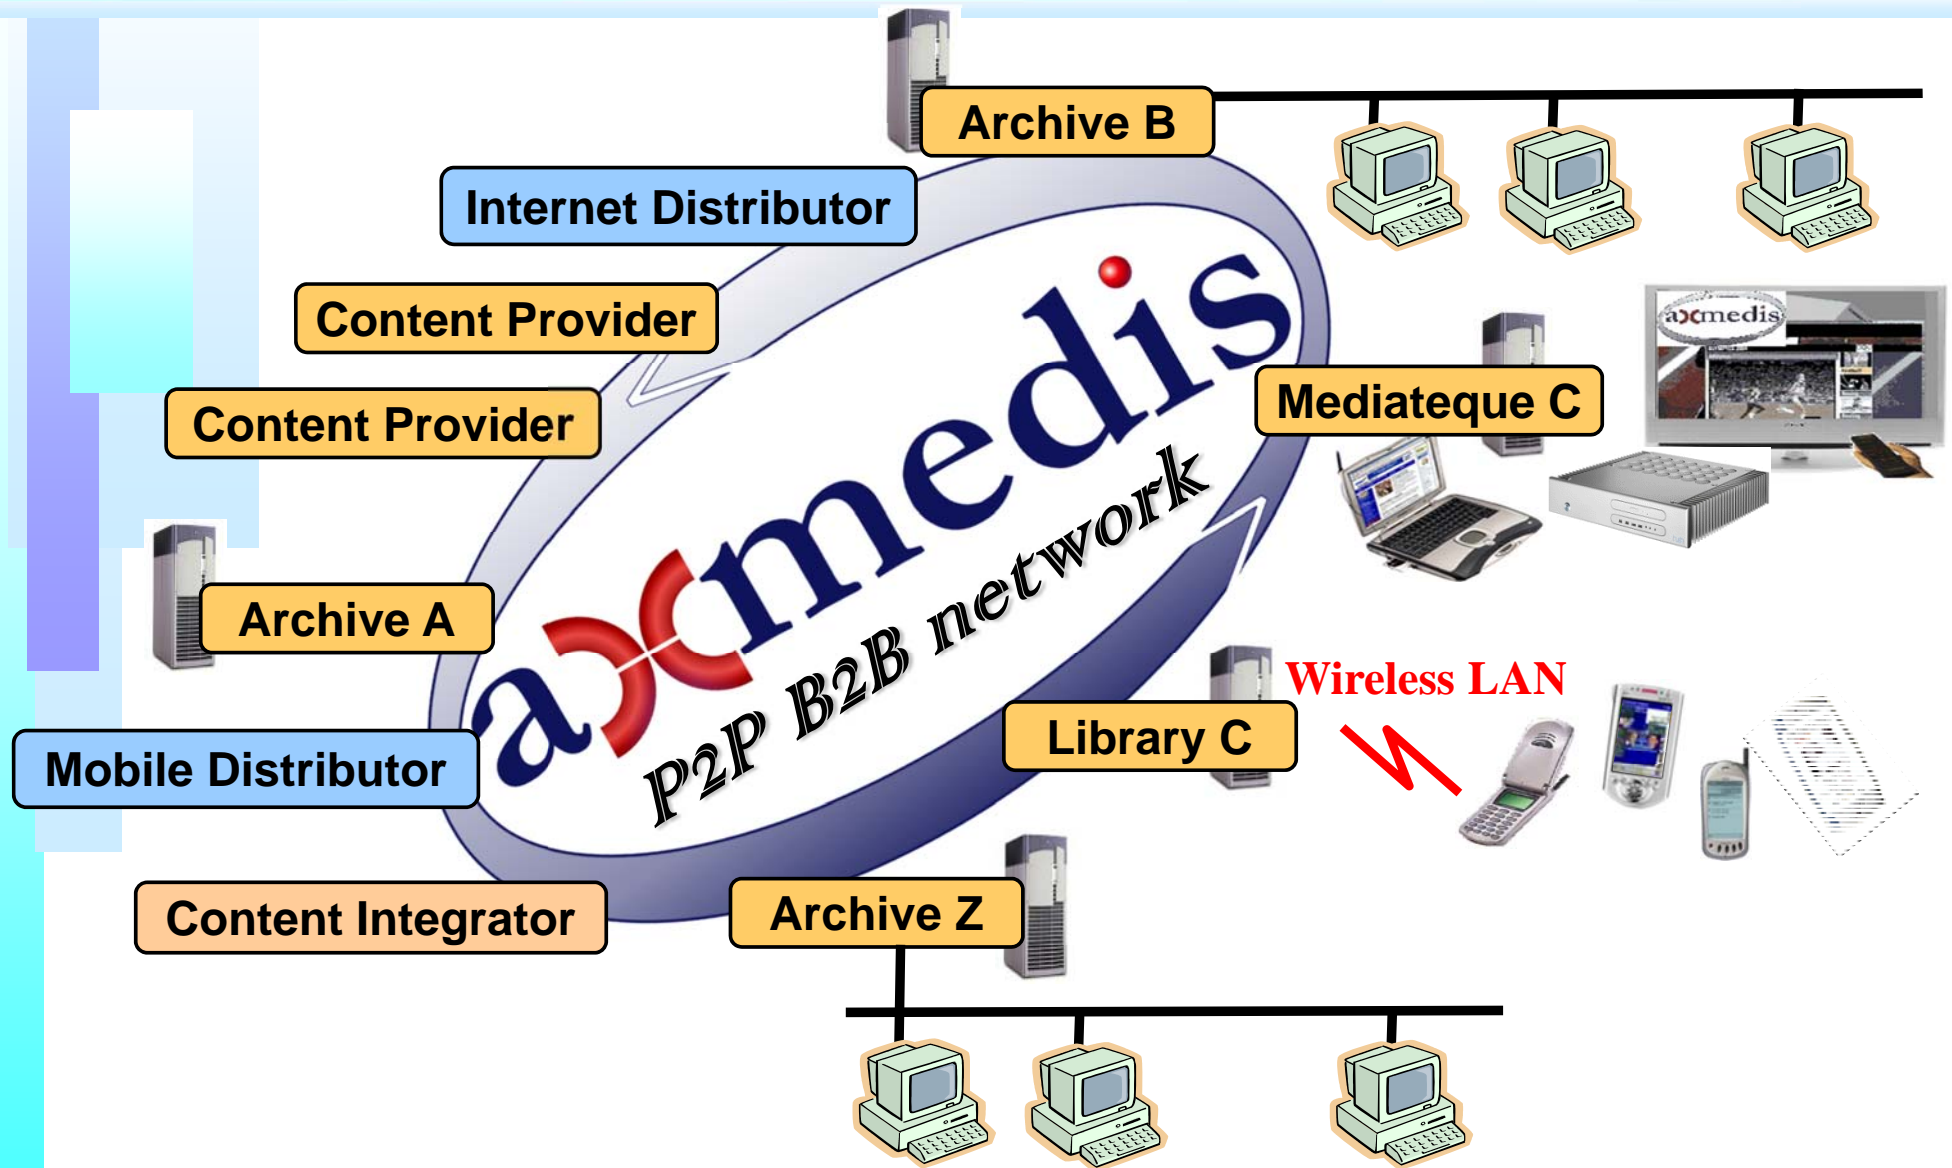 Archive B
Internet Distributor
Content Provider
axmedis
Content Provider
axmedis
Mediateque C
P2P B2B network
Archive A
Wireless LAN
Library C
Mobile Distributor
Content Integrator
Archive Z